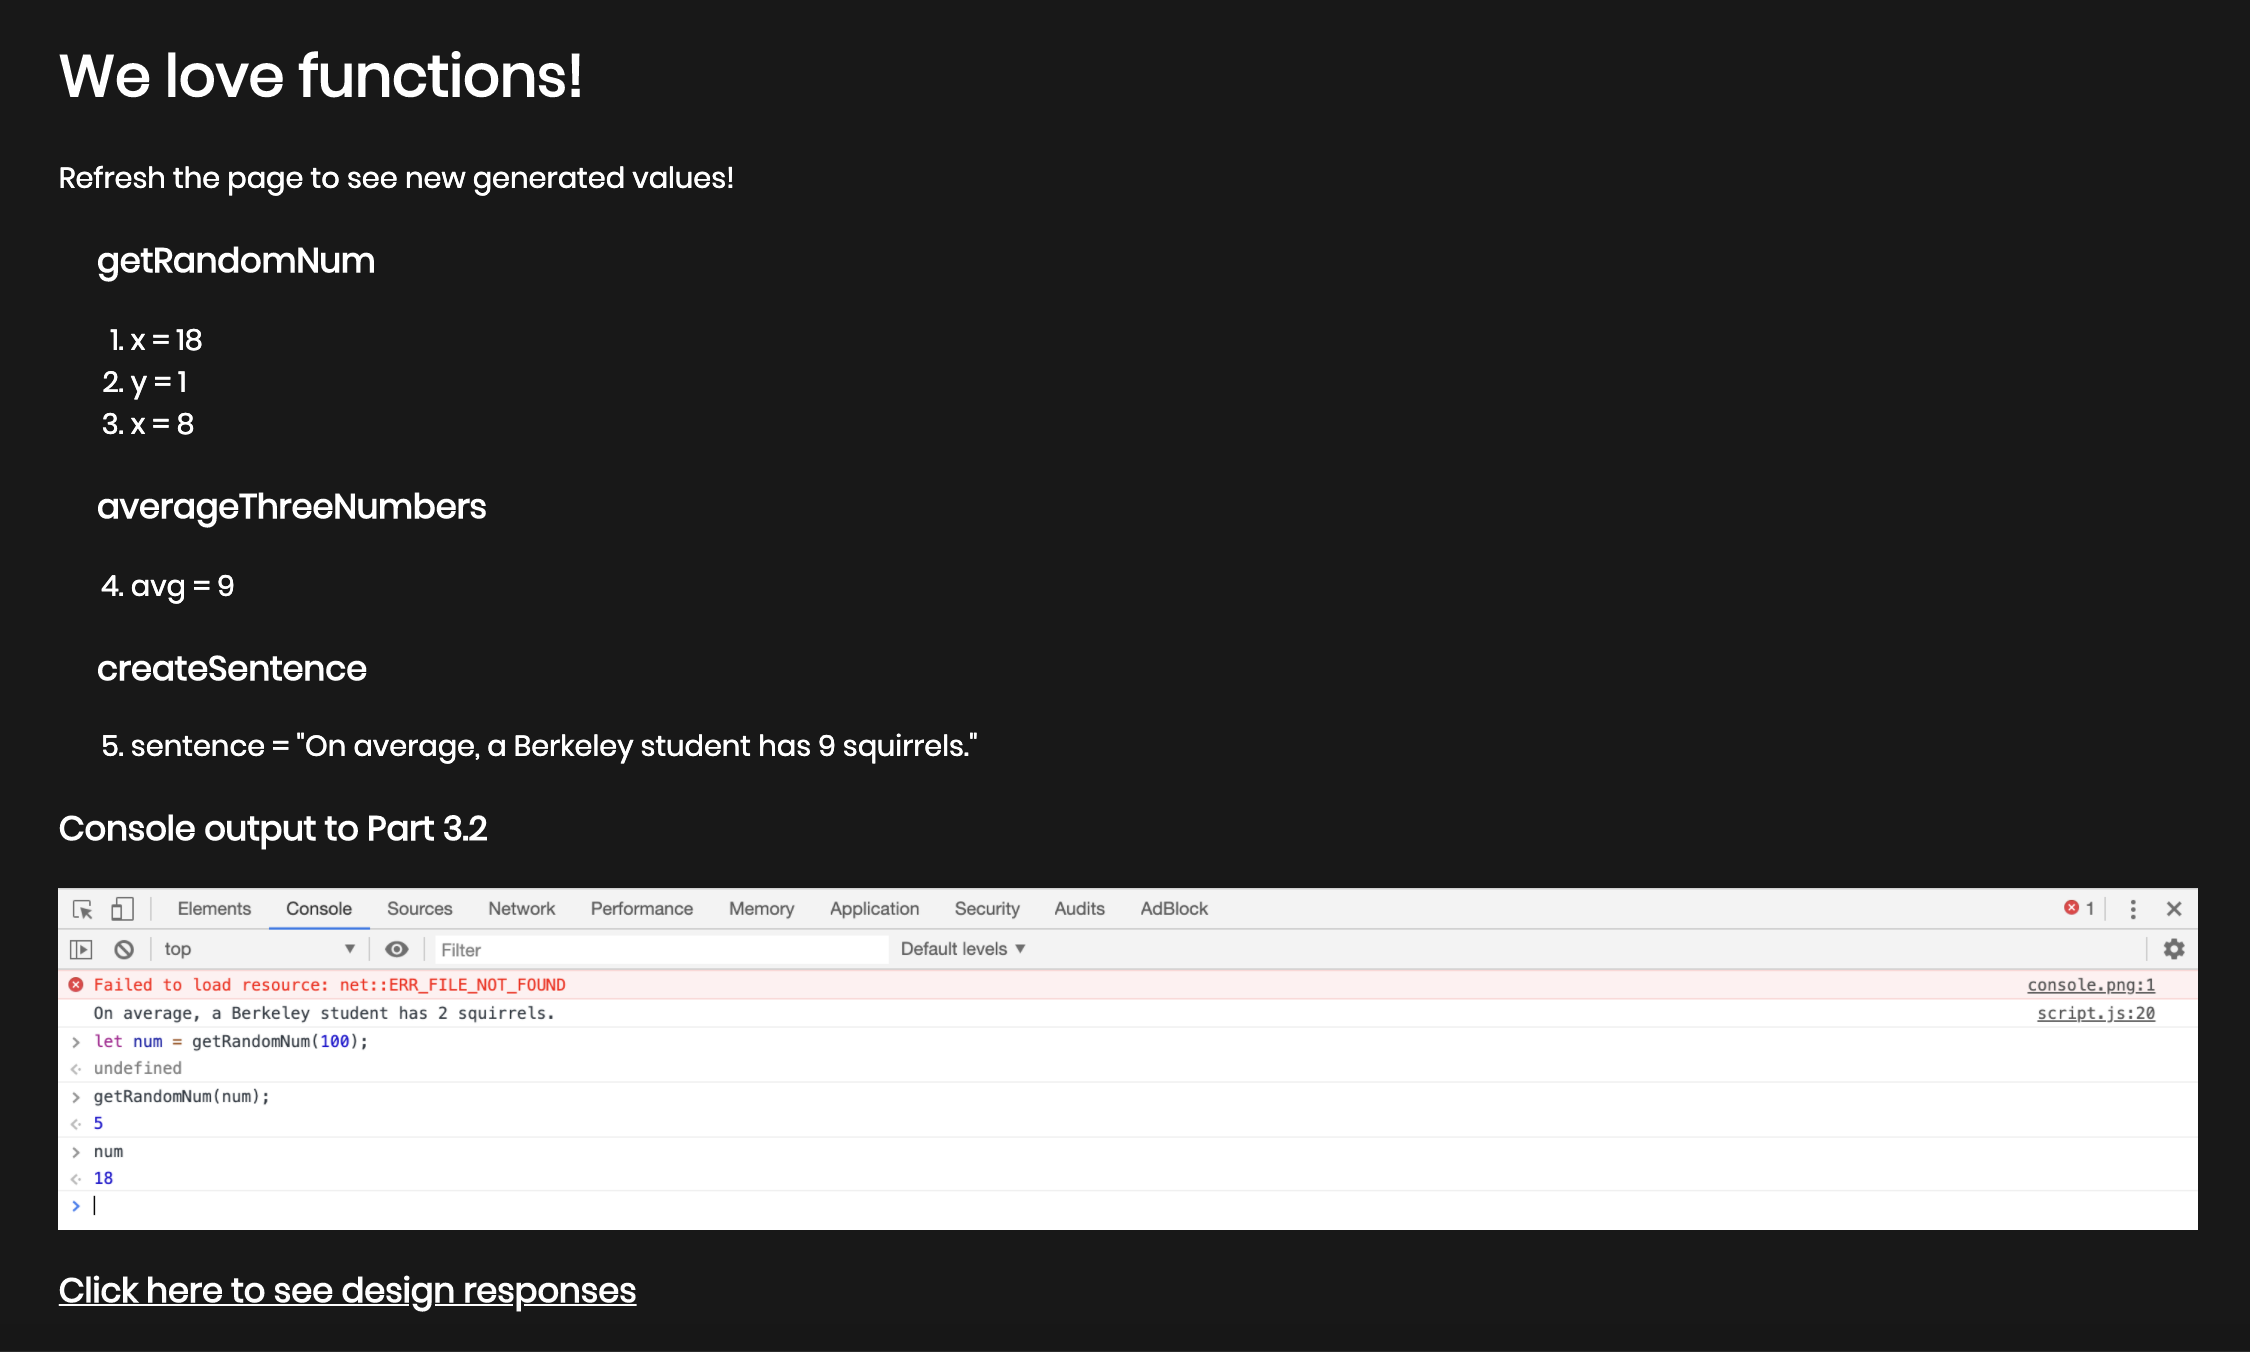 We love functions!
Refresh the page to see new generated values!
getRandomNum
1. x = 18
2. y = 1
3. x = 8
averageThreeNumbers
4. avg = 9
createSentence
5. sentence = "On average, a Berkeley student has 9 squirrels."
Console output to Part 3.2
Elements Console Sources Network Performance Memory Application Security Audits AdBlock 1
top Filter Default levels
Failed to load resource: net::ERR_FILE_NOT_FOUND console.png:1
On average, a Berkeley student has 2 squirrels. script.js:20
let num = getRandomNum(100);
undefined
getRandomNum(num);
5
num
18
Click here to see design responses